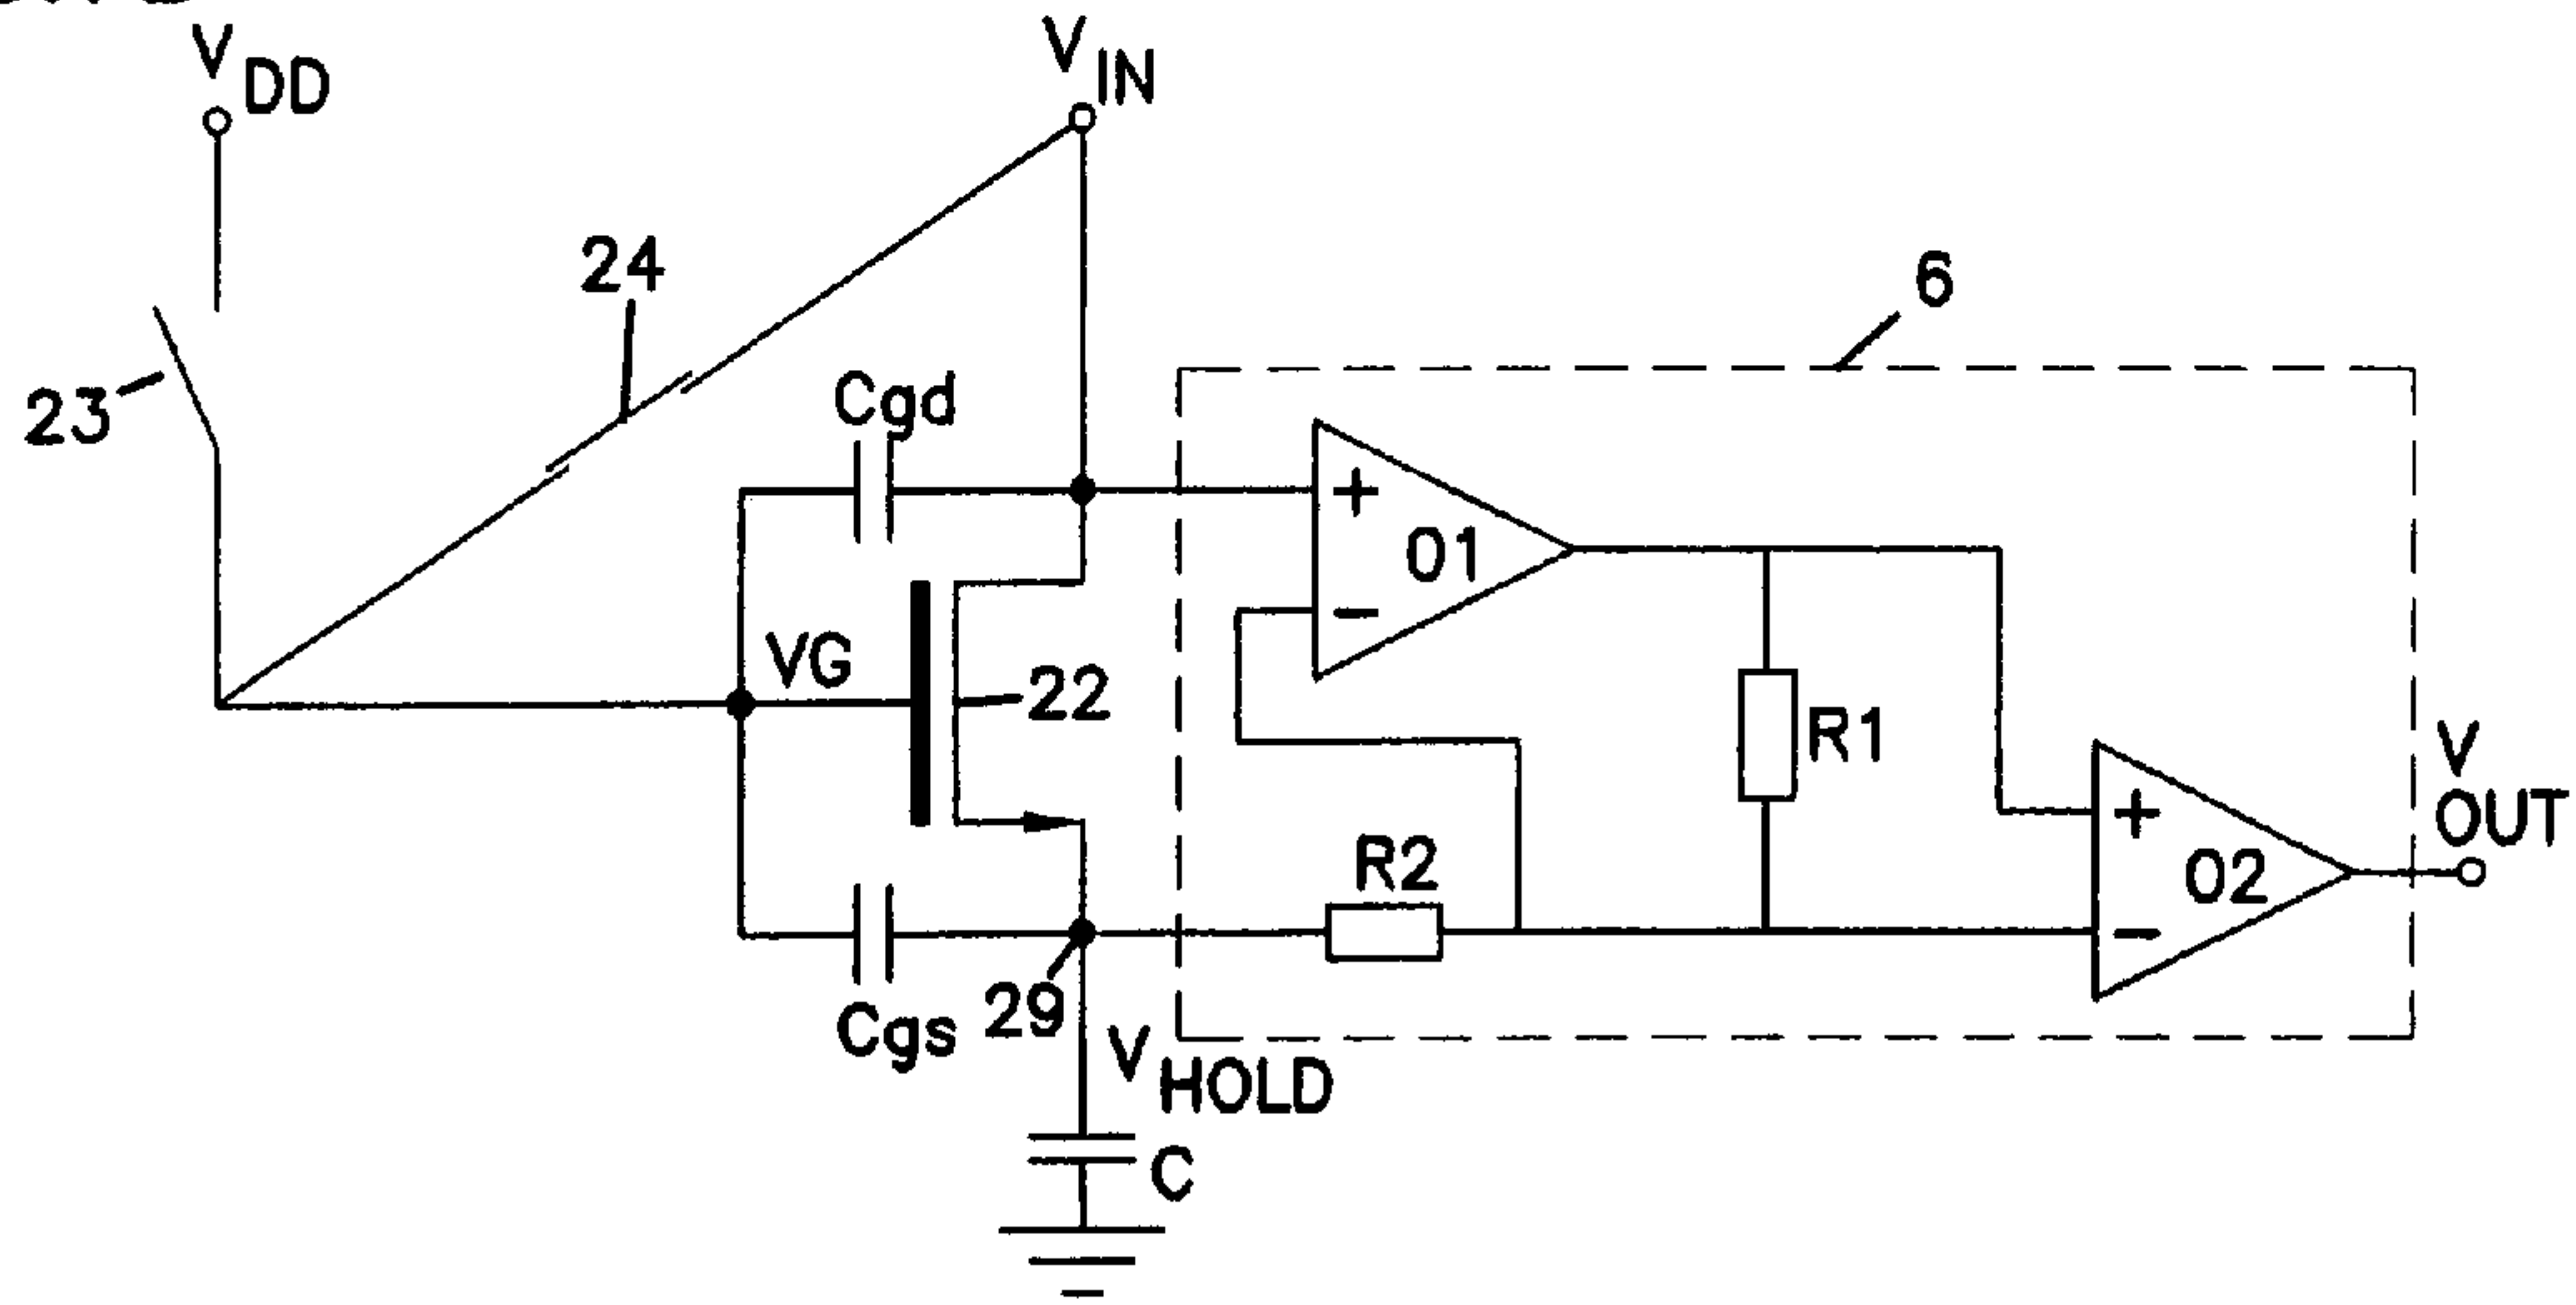 VDD
VIN
24
6
23
Cgd
+
O1
−
VG
22
R1
V
OUT
+
R2
O2
−
29
Cgs
VHOLD
C